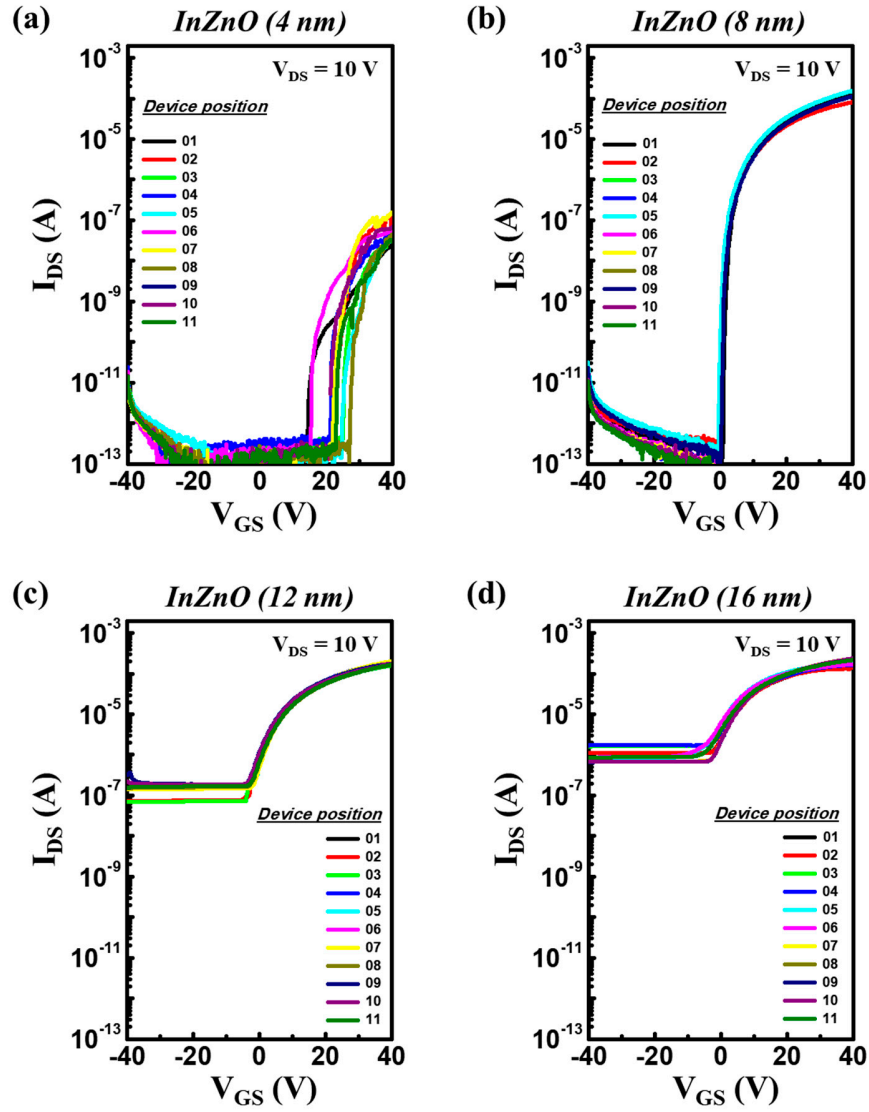 (a)
InZnO (4 nm)
V_DS = 10 V
Device position
01
02
03
04
05
06
07
08
09
10
11
10^-3
10^-5
10^-7
10^-9
10^-11
10^-13
I_DS (A)
-40 -20 0 20 40
V_GS (V)
(b)
InZnO (8 nm)
V_DS = 10 V
Device position
01
02
03
04
05
06
07
08
09
10
11
10^-3
10^-5
10^-7
10^-9
10^-11
10^-13
I_DS (A)
-40 -20 0 20 40
V_GS (V)
(c)
InZnO (12 nm)
V_DS = 10 V
10^-3
10^-5
10^-7
10^-9
10^-11
10^-13
I_DS (A)
Device position
01
02
03
04
05
06
07
08
09
10
11
-40 -20 0 20 40
V_GS (V)
(d)
InZnO (16 nm)
V_DS = 10 V
10^-3
10^-5
10^-7
10^-9
10^-11
10^-13
I_DS (A)
Device position
01
02
03
04
05
06
07
08
09
10
11
-40 -20 0 20 40
V_GS (V)